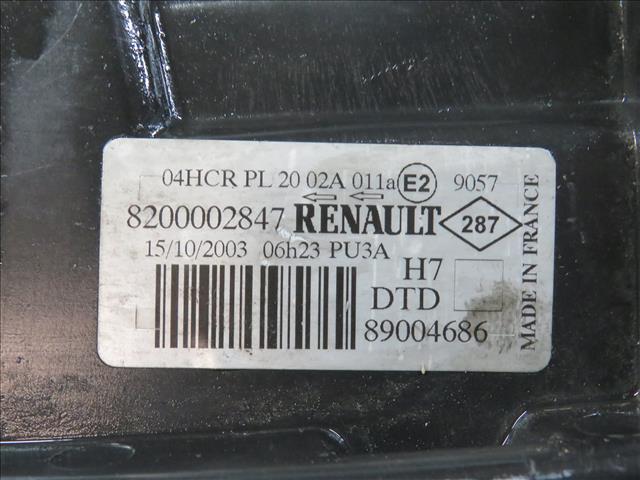 04HCR PL 20 02A 011a E2 9057
8200002847 RENAULT 287
15/10/2003 06h23 PU3A
H7
DTD
89004686
MADE IN FRANCE